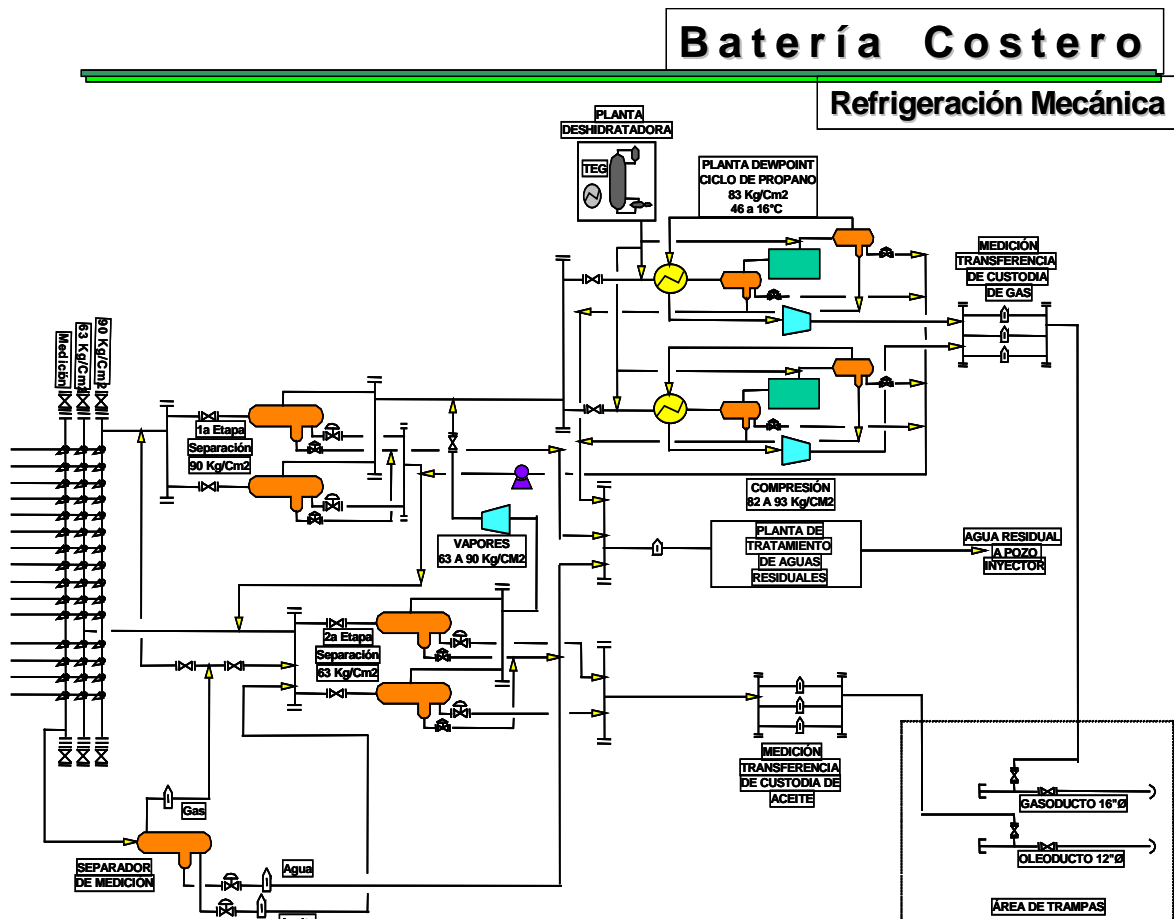 Batería Costero
Refrigeración Mecánica
PLANTA
DESHIDRATADORA
TEG
PLANTA DEWPOINT
CICLO DE PROPANO
83 Kg/Cm2
46 a 16°C
MEDICIÓN
TRANSFERENCIA
DE CUSTODIA
DE GAS
Medición
63 Kg/Cm2
90 Kg/Cm2
1a Etapa
Separación
90 Kg/Cm2
VAPORES
63 A 90 Kg/CM2
COMPRESIÓN
82 A 93 Kg/CM2
PLANTA DE
TRATAMIENTO
DE AGUAS
RESIDUALES
AGUA RESIDUAL
A POZO
INYECTOR
2a Etapa
Separación
63 Kg/Cm2
MEDICIÓN
TRANSFERENCIA
DE CUSTODIA DE
ACEITE
GASODUCTO 16"Ø
OLEODUCTO 12"Ø
ÁREA DE TRAMPAS
Gas
SEPARADOR
DE MEDICIÓN
Agua